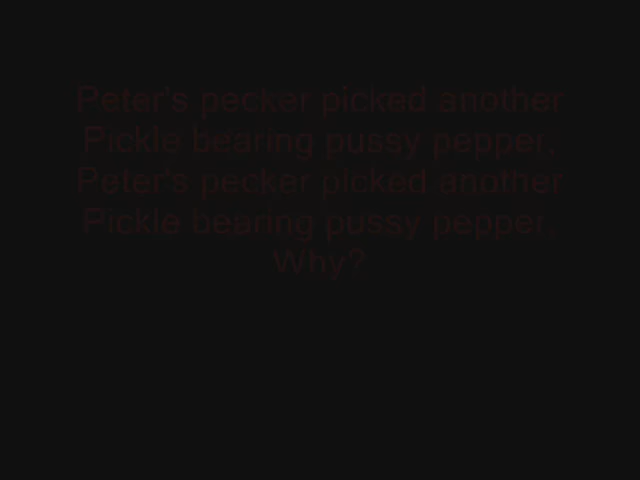 Peter's pecker picked another
Pickle bearing pussy pepper,
Peter's pecker picked another
Pickle bearing pussy pepper,
Why?